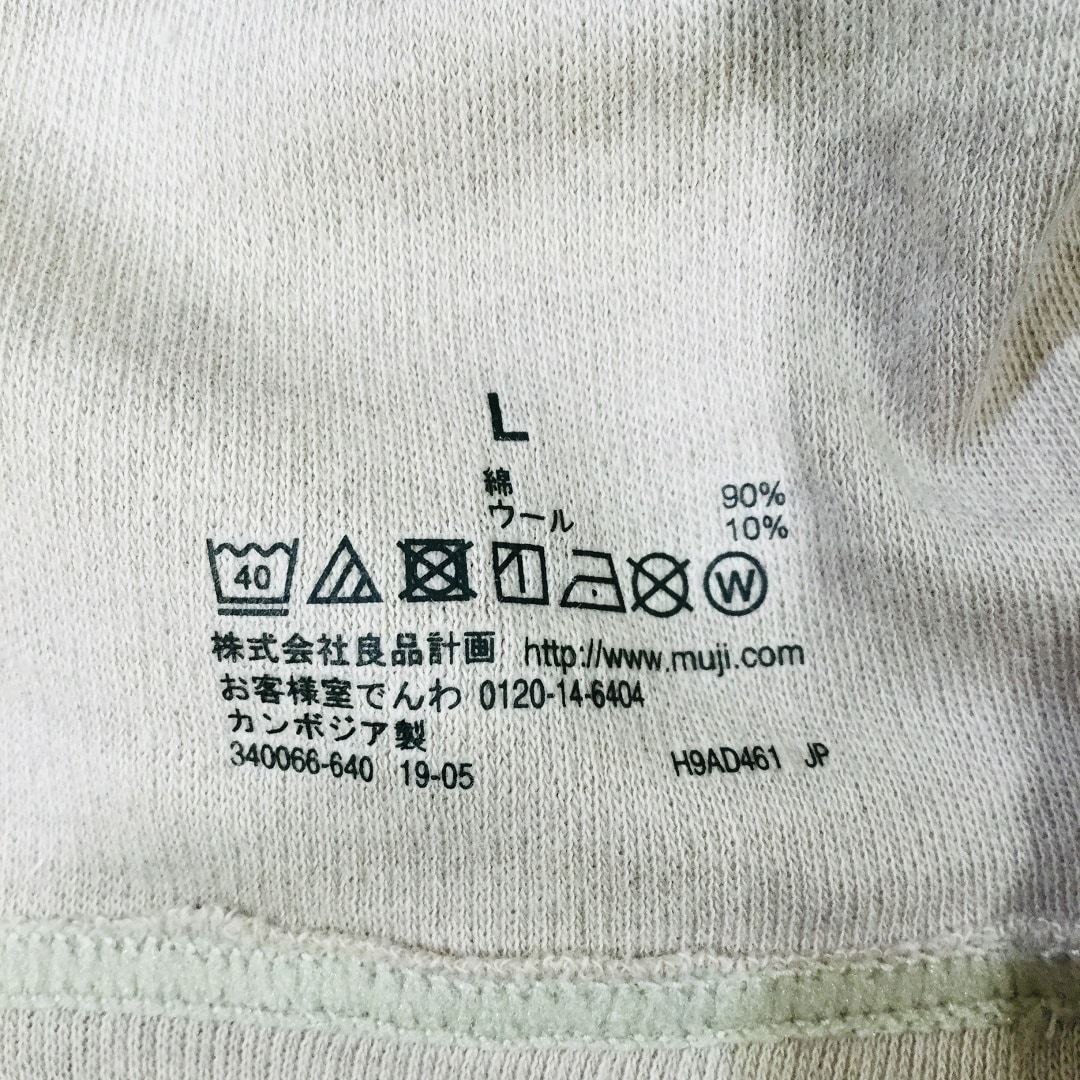 L
綿 90%
ウール 10%
40 W
株式会社良品計画 http://www.muji.com
お客様室でんわ 0120-14-6404
カンボジア製
340066-640 19-05 H9AD461 JP